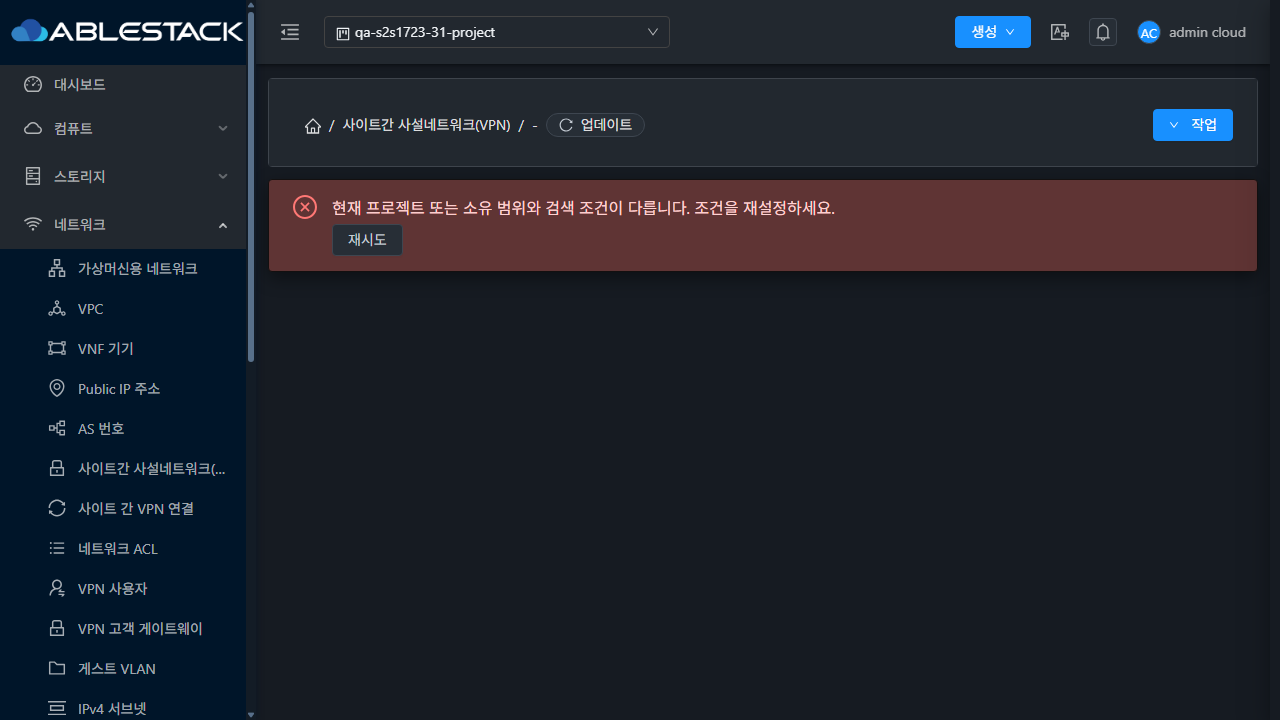 ABLESTACK
qa-s2s1723-31-project
생성
AC
admin cloud
대시보드
컴퓨트
스토리지
네트워크
가상머신용 네트워크
VPC
VNF 기기
Public IP 주소
AS 번호
사이트간 사설네트워크(...
사이트 간 VPN 연결
네트워크 ACL
VPN 사용자
VPN 고객 게이트웨이
게스트 VLAN
IPv4 서브넷
/ 사이트간 사설네트워크(VPN) / - 업데이트
작업
현재 프로젝트 또는 소유 범위와 검색 조건이 다릅니다. 조건을 재설정하세요.
재시도